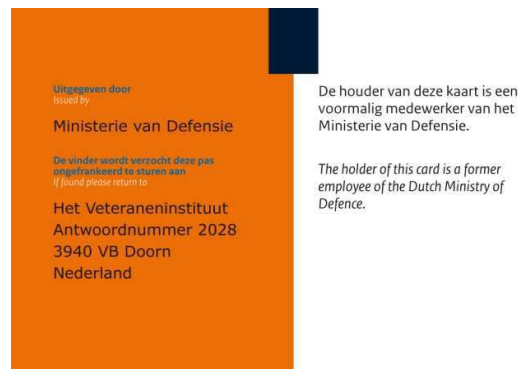 Uitgegeven door
Issued by
Ministerie van Defensie
De vinder wordt verzocht deze pas
ongefrankeerd te sturen aan
If found please return to
Het Veteraneninstituut
Antwoordnummer 2028
3940 VB Doorn
Nederland
De houder van deze kaart is een
voormalig medewerker van het
Ministerie van Defensie.
The holder of this card is a former
employee of the Dutch Ministry of
Defence.